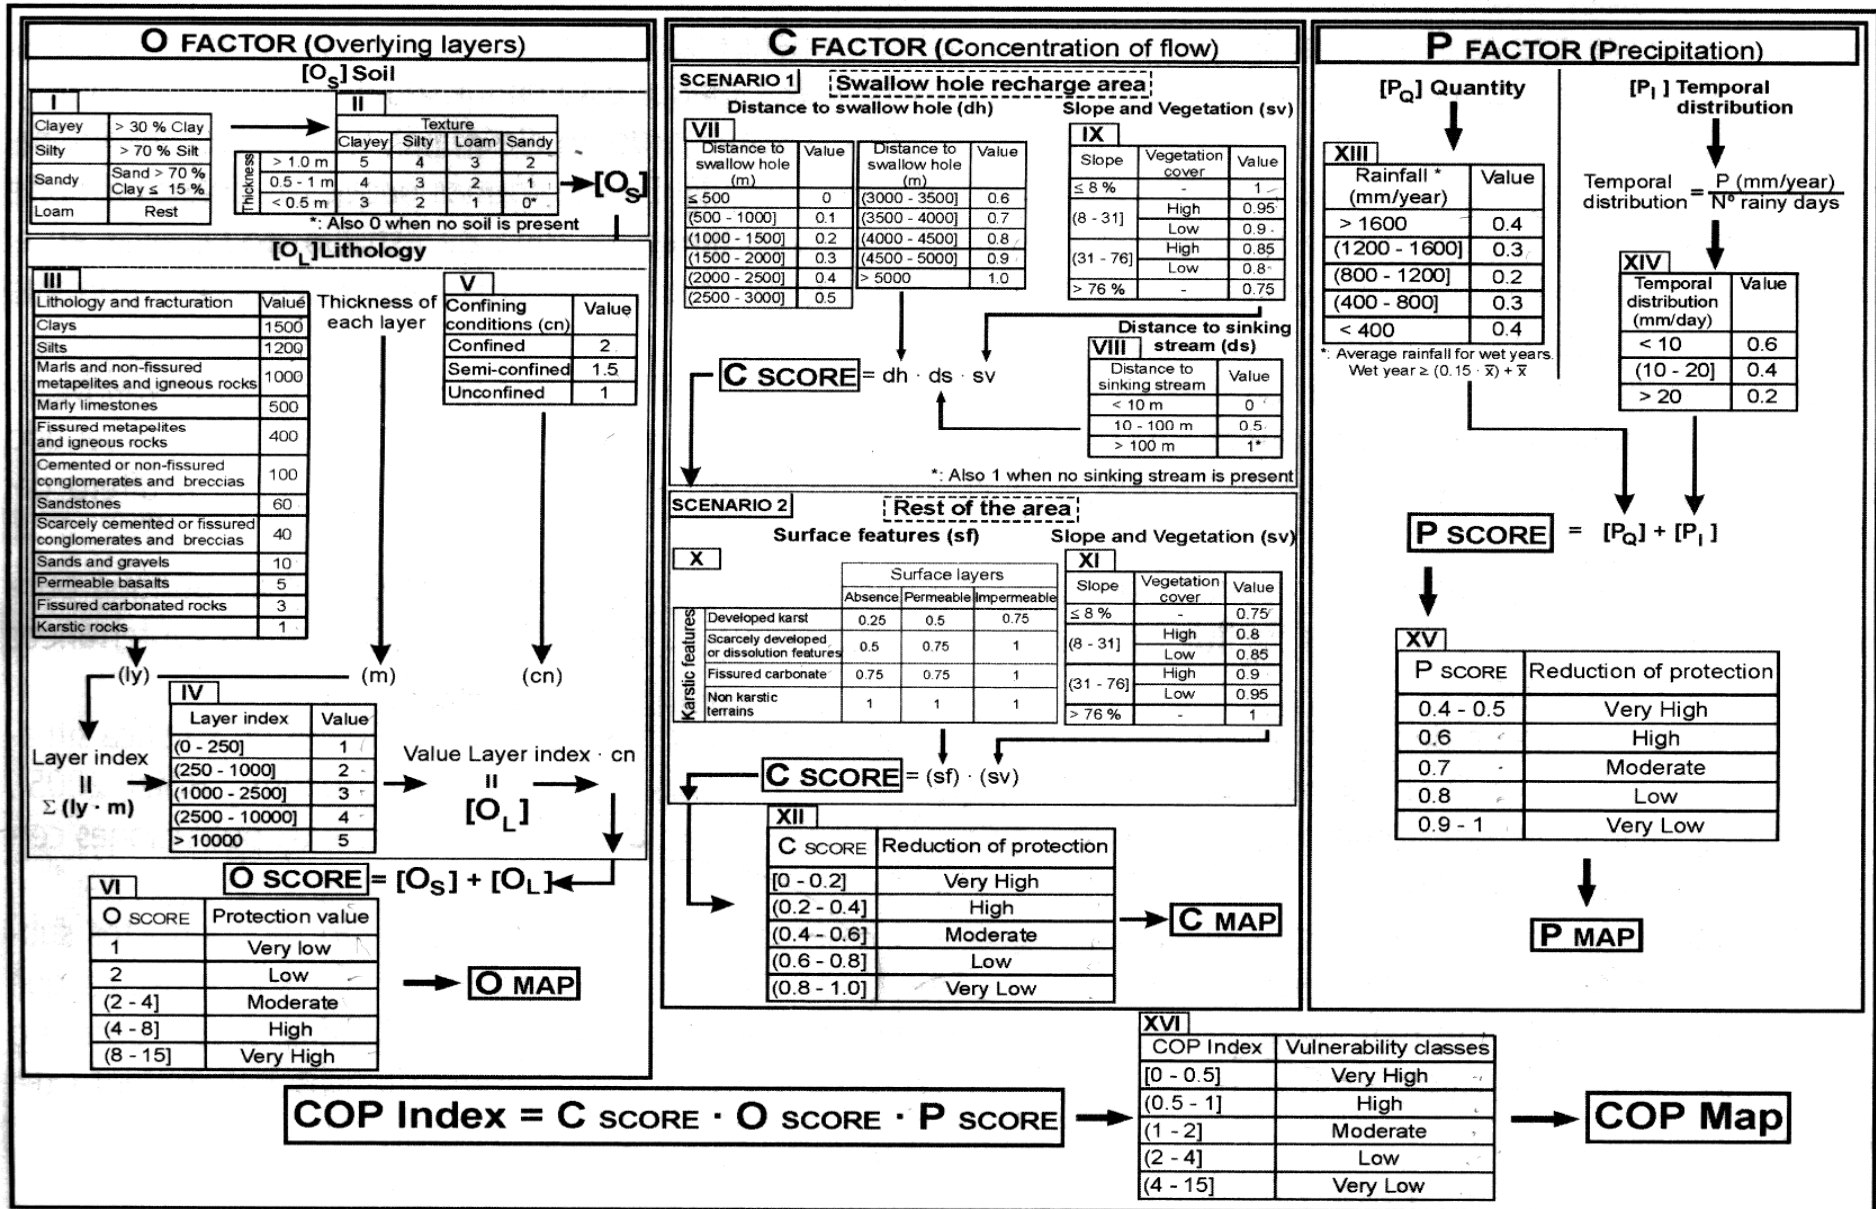 O FACTOR (Overlying layers)
[OS] Soil
I
Clayey > 30 % Clay
Silty > 70 % Silt
Sandy Sand > 70 % Clay ≤ 15 %
Loam Rest
II
Texture
Clayey Silty Loam Sandy
Thickness
> 1.0 m 5 4 3 2
0.5 - 1 m 4 3 2 1
< 0.5 m 3 2 1 0*
[OS]
*: Also 0 when no soil is present
[OL]Lithology
III
Lithology and fracturation Value
Clays 1500
Silts 1200
Marls and non-fissured metapelites and igneous rocks 1000
Marly limestones 500
Fissured metapelites and igneous rocks 400
Cemented or non-fissured conglomerates and breccias 100
Sandstones 60
Scarcely cemented or fissured conglomerates and breccias 40
Sands and gravels 10
Permeable basalts 5
Fissured carbonated rocks 3
Karstic rocks 1
Thickness of
each layer
V
Confining conditions (cn) Value
Confined 2
Semi-confined 1.5
Unconfined 1
(ly) (m) (cn)
Layer index
II
Σ (ly · m)
IV
Layer index Value
(0 - 250] 1
(250 - 1000] 2
(1000 - 2500] 3
(2500 - 10000] 4
> 10000 5
Value Layer index · cn
II
[OL]
O SCORE = [OS] + [OL]
VI
O SCORE Protection value
1 Very low
2 Low
(2 - 4] Moderate
(4 - 8] High
(8 - 15] Very High
O MAP
C FACTOR (Concentration of flow)
SCENARIO 1
Swallow hole recharge area
Distance to swallow hole (dh)
VII
Distance to swallow hole (m) Value Distance to swallow hole (m) Value
≤ 500 0 (3000 - 3500] 0.6
(500 - 1000] 0.1 (3500 - 4000] 0.7
(1000 - 1500] 0.2 (4000 - 4500] 0.8
(1500 - 2000] 0.3 (4500 - 5000] 0.9
(2000 - 2500] 0.4 > 5000 1.0
(2500 - 3000] 0.5
Slope and Vegetation (sv)
IX
Slope Vegetation cover Value
≤ 8 % - 1
(8 - 31] High 0.95
Low 0.9
(31 - 76] High 0.85
Low 0.8
> 76 % - 0.75
Distance to sinking
stream (ds)
VIII
Distance to sinking stream Value
< 10 m 0
10 - 100 m 0.5
> 100 m 1*
C SCORE = dh · ds · sv
*: Also 1 when no sinking stream is present
SCENARIO 2
Rest of the area
Surface features (sf)
X
Surface layers
Absence Permeable Impermeable
Karstic features
Developed karst 0.25 0.5 0.75
Scarcely developed or dissolution features 0.5 0.75 1
Fissured carbonate 0.75 0.75 1
Non karstic terrains 1 1 1
Slope and Vegetation (sv)
XI
Slope Vegetation cover Value
≤ 8 % - 0.75
(8 - 31] High 0.8
Low 0.85
(31 - 76] High 0.9
Low 0.95
> 76 % - 1
C SCORE = (sf) · (sv)
XII
C SCORE Reduction of protection
[0 - 0.2] Very High
(0.2 - 0.4] High
(0.4 - 0.6] Moderate
(0.6 - 0.8] Low
(0.8 - 1.0] Very Low
C MAP
P FACTOR (Precipitation)
[PQ] Quantity
XIII
Rainfall * (mm/year) Value
> 1600 0.4
(1200 - 1600] 0.3
(800 - 1200] 0.2
(400 - 800] 0.3
< 400 0.4
*: Average rainfall for wet years.
Wet year ≥ (0.15 · x̄) + x̄
[PI] Temporal
distribution
Temporal distribution = P (mm/year) / Nº rainy days
XIV
Temporal distribution (mm/day) Value
< 10 0.6
(10 - 20] 0.4
> 20 0.2
P SCORE = [PQ] + [PI]
XV
P SCORE Reduction of protection
0.4 - 0.5 Very High
0.6 High
0.7 Moderate
0.8 Low
0.9 - 1 Very Low
P MAP
COP Index = C SCORE · O SCORE · P SCORE
XVI
COP Index Vulnerability classes
[0 - 0.5] Very High
(0.5 - 1] High
(1 - 2] Moderate
(2 - 4] Low
(4 - 15] Very Low
COP Map